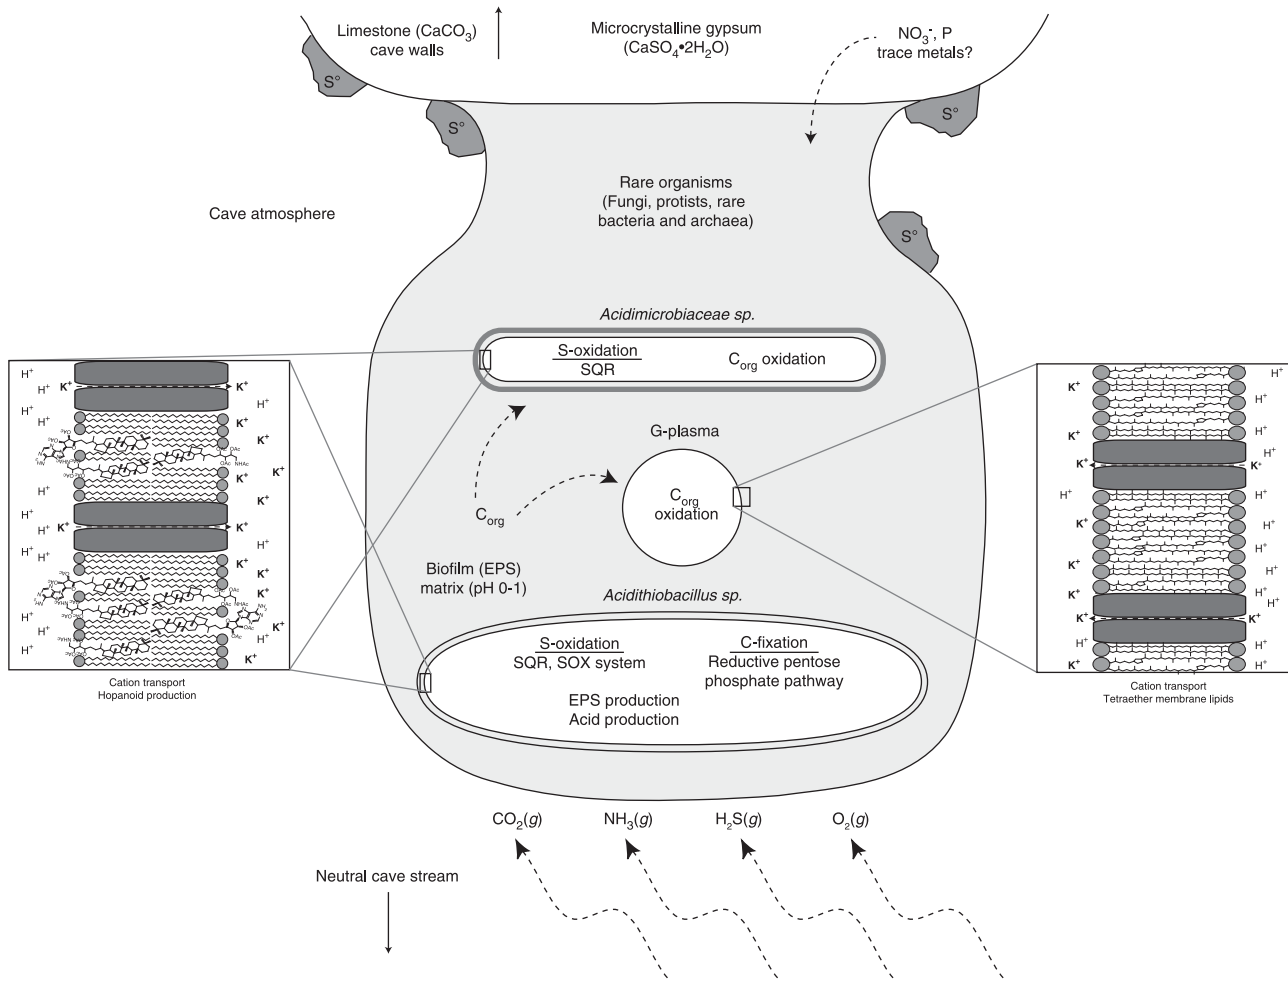 Limestone (CaCO₃)
cave walls
Microcrystalline gypsum
(CaSO₄•2H₂O)
NO₃⁻, P
trace metals?
S°
S°
S°
S°
Cave atmosphere
Rare organisms
(Fungi, protists, rare
bacteria and archaea)
Acidimicrobiaceae sp.
S-oxidation
SQR
C_org oxidation
G-plasma
C_org
oxidation
C_org
Biofilm (EPS)
matrix (pH 0-1)
Acidithiobacillus sp.
S-oxidation
SQR, SOX system
C-fixation
Reductive pentose
phosphate pathway
EPS production
Acid production
H⁺
H⁺
K⁺
K⁺
H⁺
H⁺
K⁺
H⁺
K⁺
K⁺
K⁺
H⁺
K⁺
H⁺
H⁺
K⁺
K⁺
H⁺
H⁺
K⁺
H⁺
K⁺
K⁺
H⁺
H⁺
K⁺
H⁺
H⁺
K⁺
Cation transport
Hopanoid production
K⁺
H⁺
H⁺
K⁺
H⁺
H⁺
K⁺
K⁺
H⁺
H⁺
K⁺
H⁺
K⁺
H⁺
K⁺
H⁺
H⁺
K⁺
K⁺
H⁺
H⁺
K⁺
H⁺
Cation transport
Tetraether membrane lipids
CO₂(g)
NH₃(g)
H₂S(g)
O₂(g)
Neutral cave stream